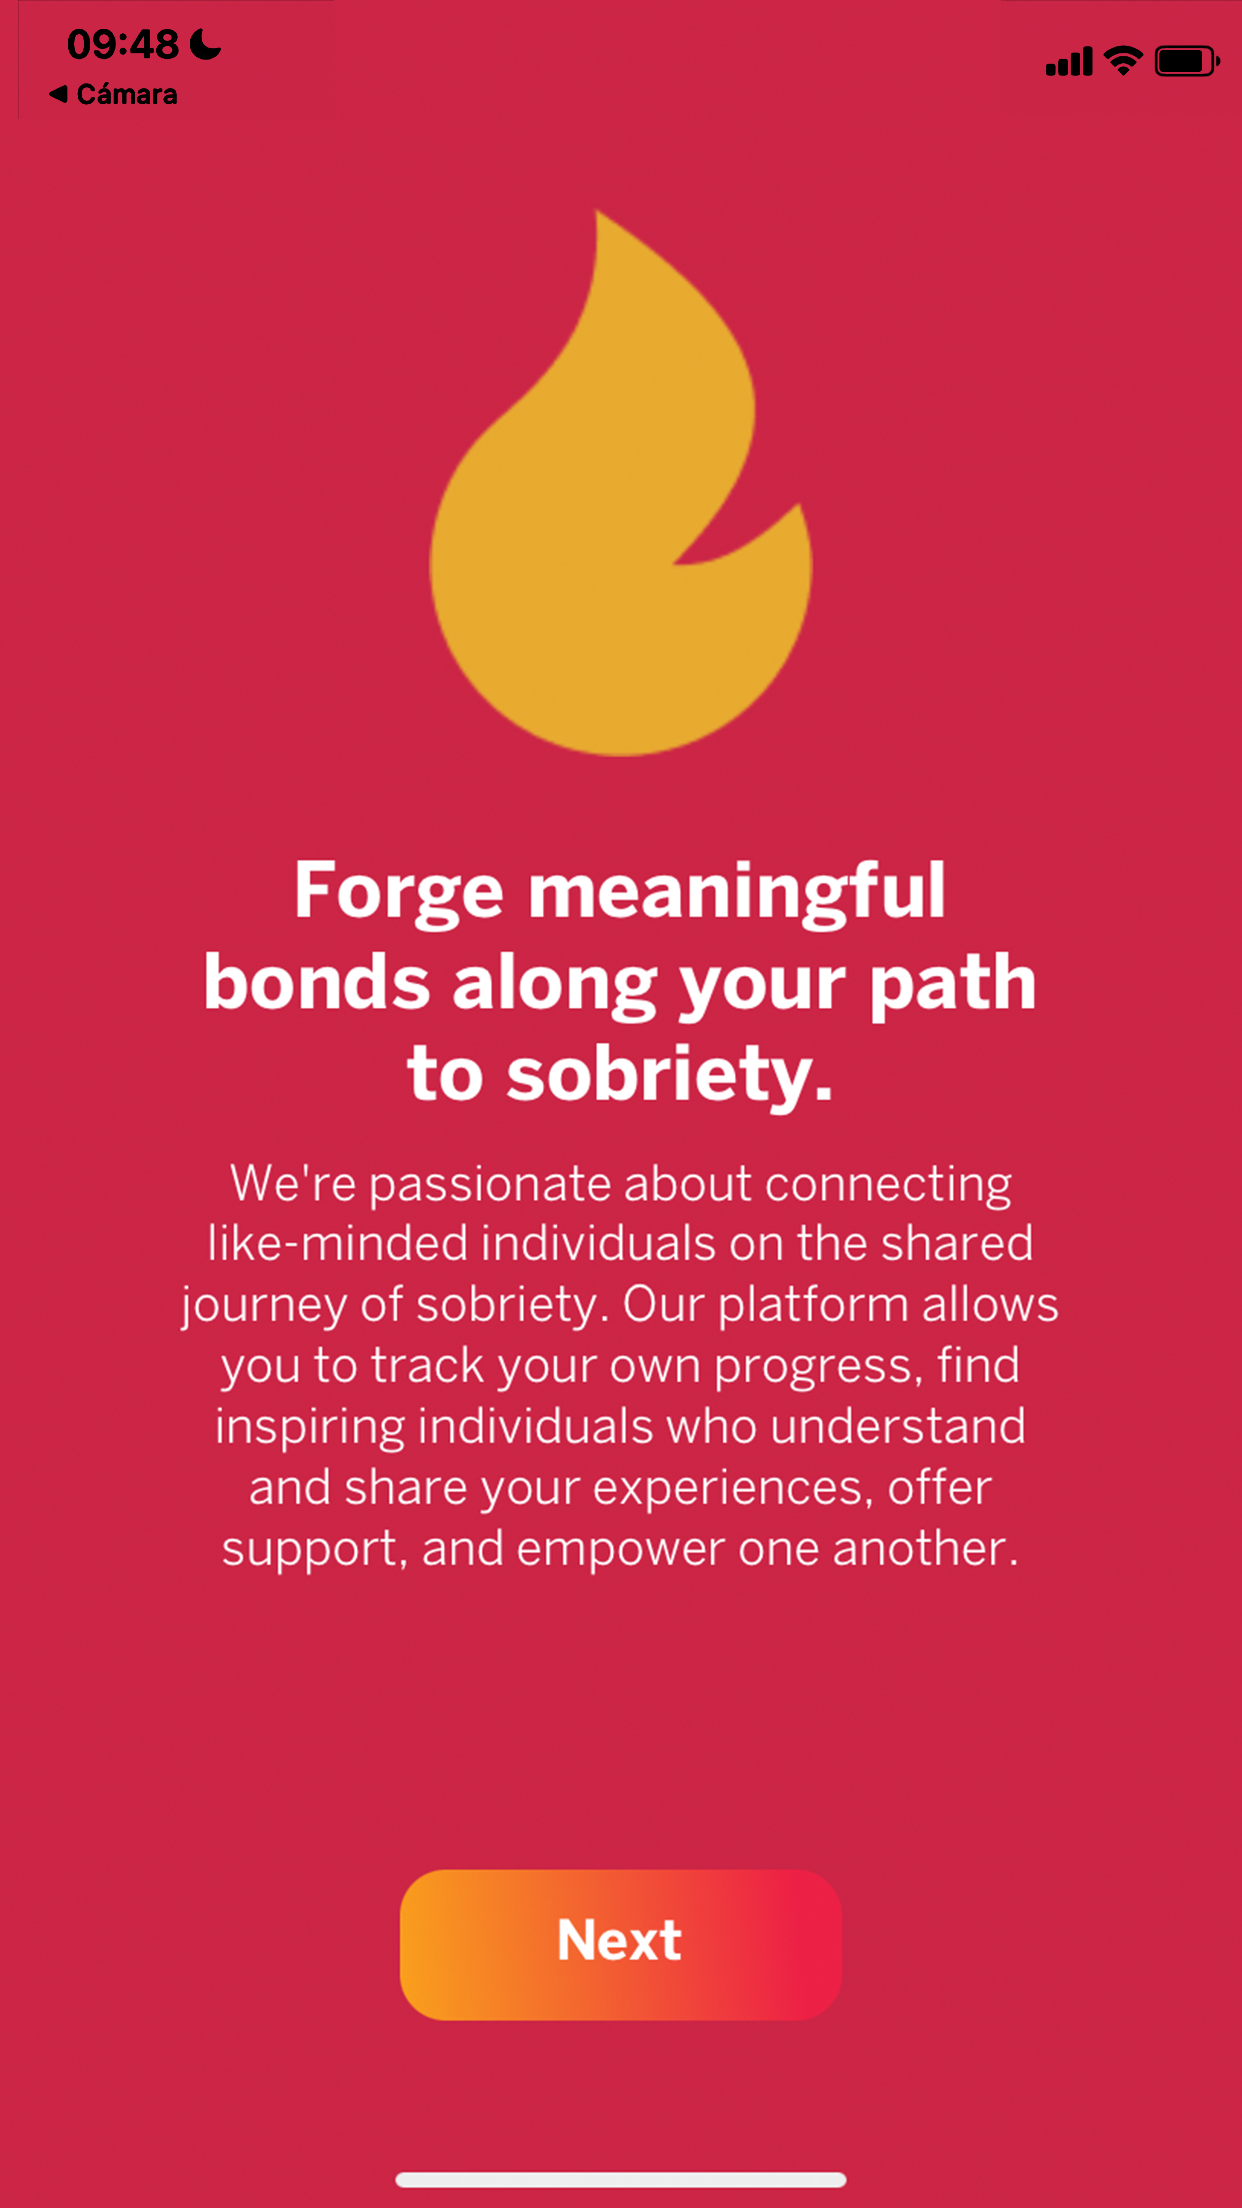 09:48
Cámara
Forge meaningful
bonds along your path
to sobriety.
We're passionate about connecting
like-minded individuals on the shared
journey of sobriety. Our platform allows
you to track your own progress, find
inspiring individuals who understand
and share your experiences, offer
support, and empower one another.
Next